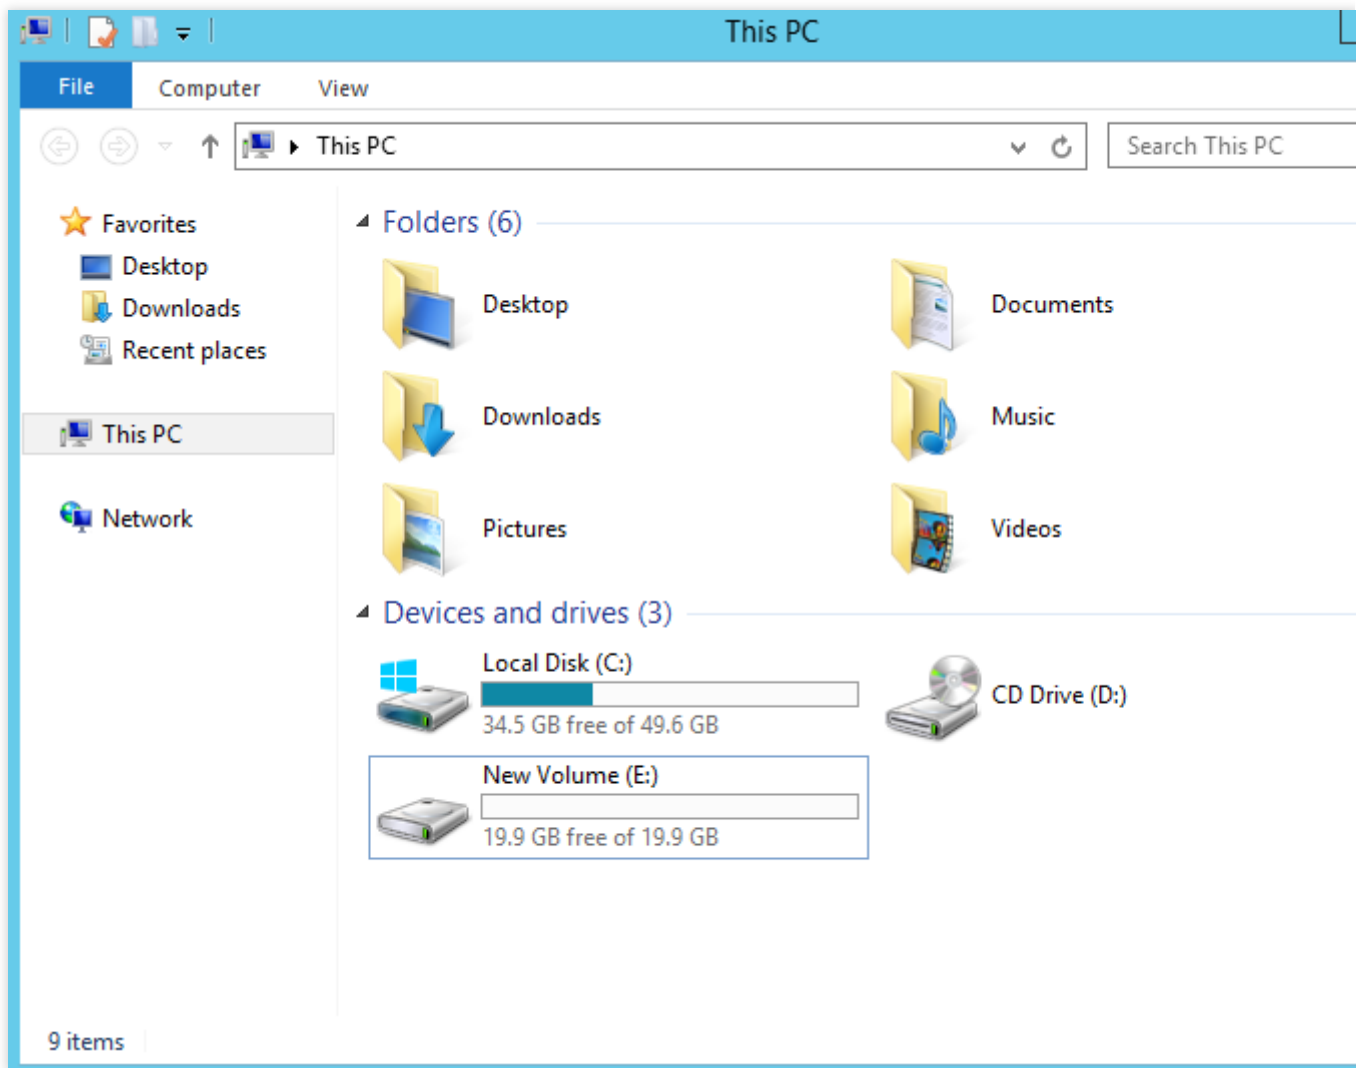 This PC
File Computer View
This PC
Search This PC
Favorites
Desktop
Downloads
Recent places
This PC
Network
Folders (6)
Desktop
Documents
Downloads
Music
Pictures
Videos
Devices and drives (3)
Local Disk (C:)
34.5 GB free of 49.6 GB
CD Drive (D:)
New Volume (E:)
19.9 GB free of 19.9 GB
9 items